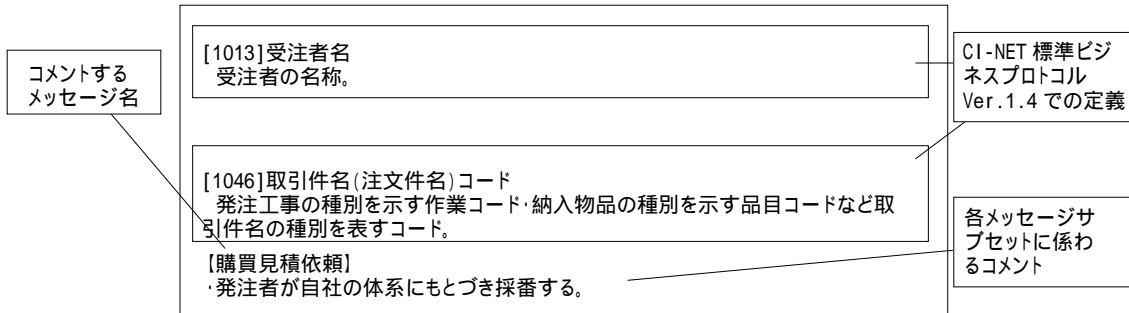 コメントする
メッセージ名
[1013]受注者名
受注者の名称。
CI-NET 標準ビジ
ネスプロトコル
Ver.1.4 での定義
[1046]取引件名(注文件名)コード
発注工事の種別を示す作業コード・納入物品の種別を示す品目コードなど取
引件名の種別を表すコード。
【購買見積依頼】
・発注者が自社の体系にもとづき採番する。
各メッセージサ
ブセットに係わ
るコメント